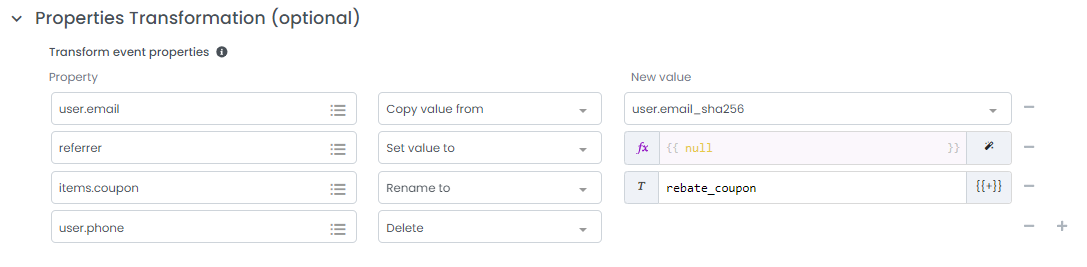 Properties Transformation (optional)
Transform event properties
Property New value
user.email Copy value from user.email_sha256
referrer Set value to fx {{ null }}
items.coupon Rename to T rebate_coupon {{+}}
user.phone Delete